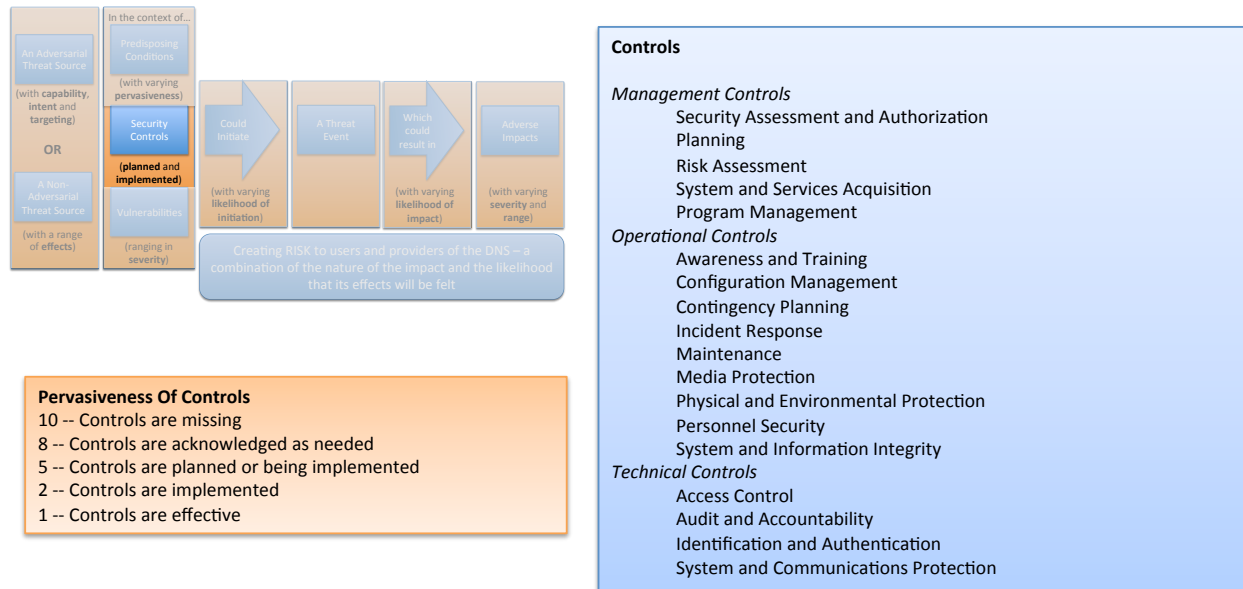 An Adversarial
Threat Source
(with capability,
intent and
targeting)
OR
A Non-
Adversarial
Threat Source
(with a range
of effects)
In the context of…
Predisposing
Conditions
(with varying
pervasiveness)
Security
Controls
(planned and
implemented)
Vulnerabilities
(ranging in
severity)
Could
Initiate
(with varying
likelihood of
initiation)
A Threat
Event
Which
could
result in
(with varying
likelihood of
impact)
Adverse
Impacts
(with varying
severity and
range)
Creating RISK to users and providers of the DNS – a
combination of the nature of the impact and the likelihood
that its effects will be felt
Pervasiveness Of Controls
10 -- Controls are missing
8 -- Controls are acknowledged as needed
5 -- Controls are planned or being implemented
2 -- Controls are implemented
1 -- Controls are effective
Controls
Management Controls
Security Assessment and Authorization
Planning
Risk Assessment
System and Services Acquisition
Program Management
Operational Controls
Awareness and Training
Configuration Management
Contingency Planning
Incident Response
Maintenance
Media Protection
Physical and Environmental Protection
Personnel Security
System and Information Integrity
Technical Controls
Access Control
Audit and Accountability
Identification and Authentication
System and Communications Protection